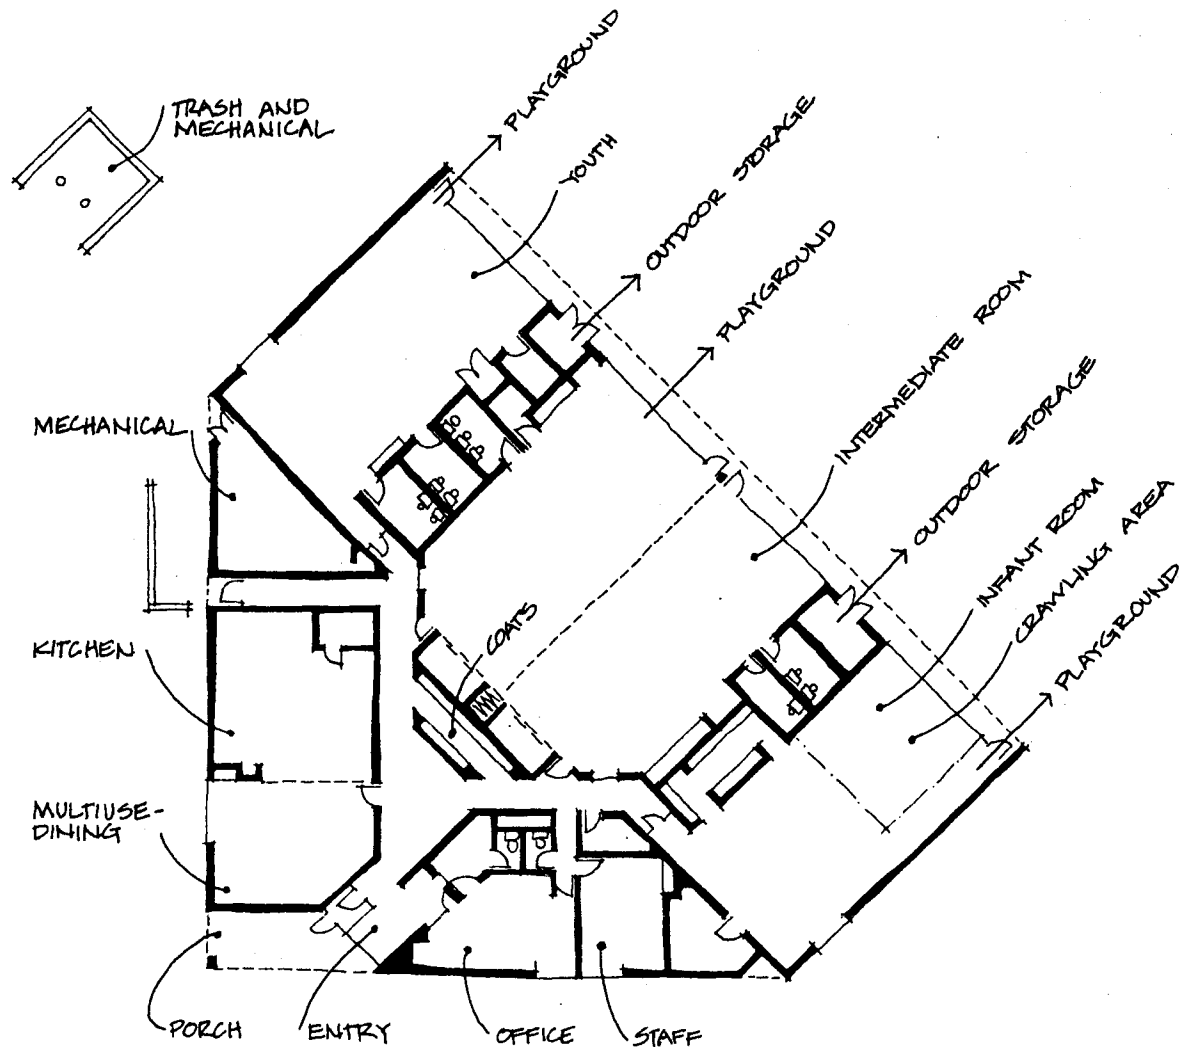 PLAYGROUND
TRASH AND
MECHANICAL
YOUTH
OUTDOOR STORAGE
PLAYGROUND
INTERMEDIATE ROOM
OUTDOOR STORAGE
INFANT ROOM
CRAWLING AREA
PLAYGROUND
MECHANICAL
COATS
KITCHEN
MULTIUSE-
DINING
PORCH
ENTRY
OFFICE
STAFF